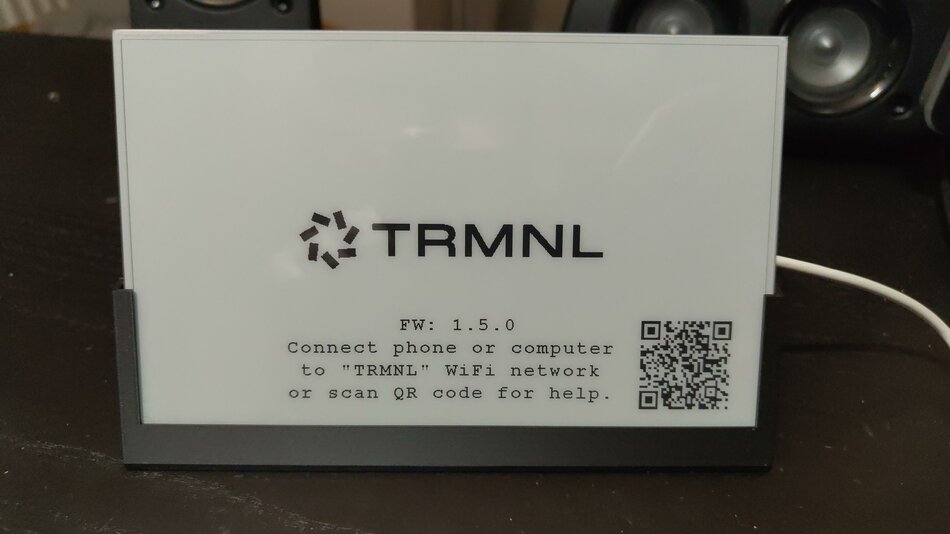 TRMNL
FW: 1.5.0
Connect phone or computer
to "TRMNL" WiFi network
or scan QR code for help.